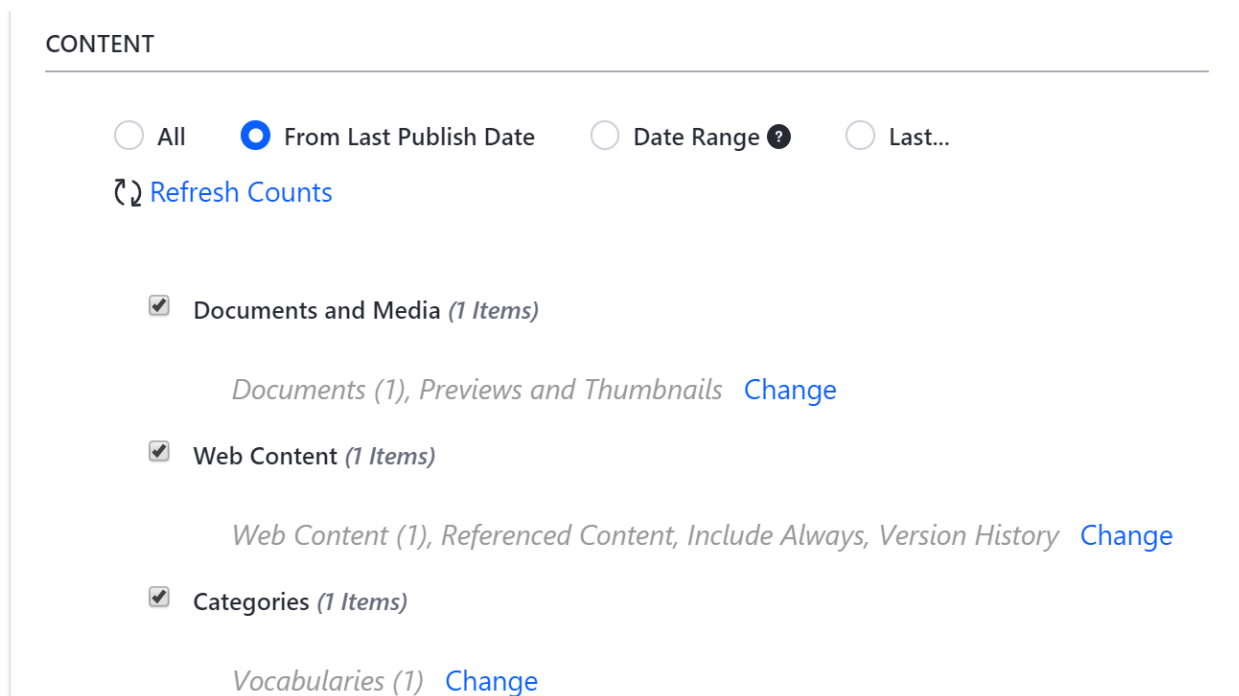 CONTENT
All From Last Publish Date Date Range ? Last...
Refresh Counts
Documents and Media (1 Items)
Documents (1), Previews and Thumbnails Change
Web Content (1 Items)
Web Content (1), Referenced Content, Include Always, Version History Change
Categories (1 Items)
Vocabularies (1) Change